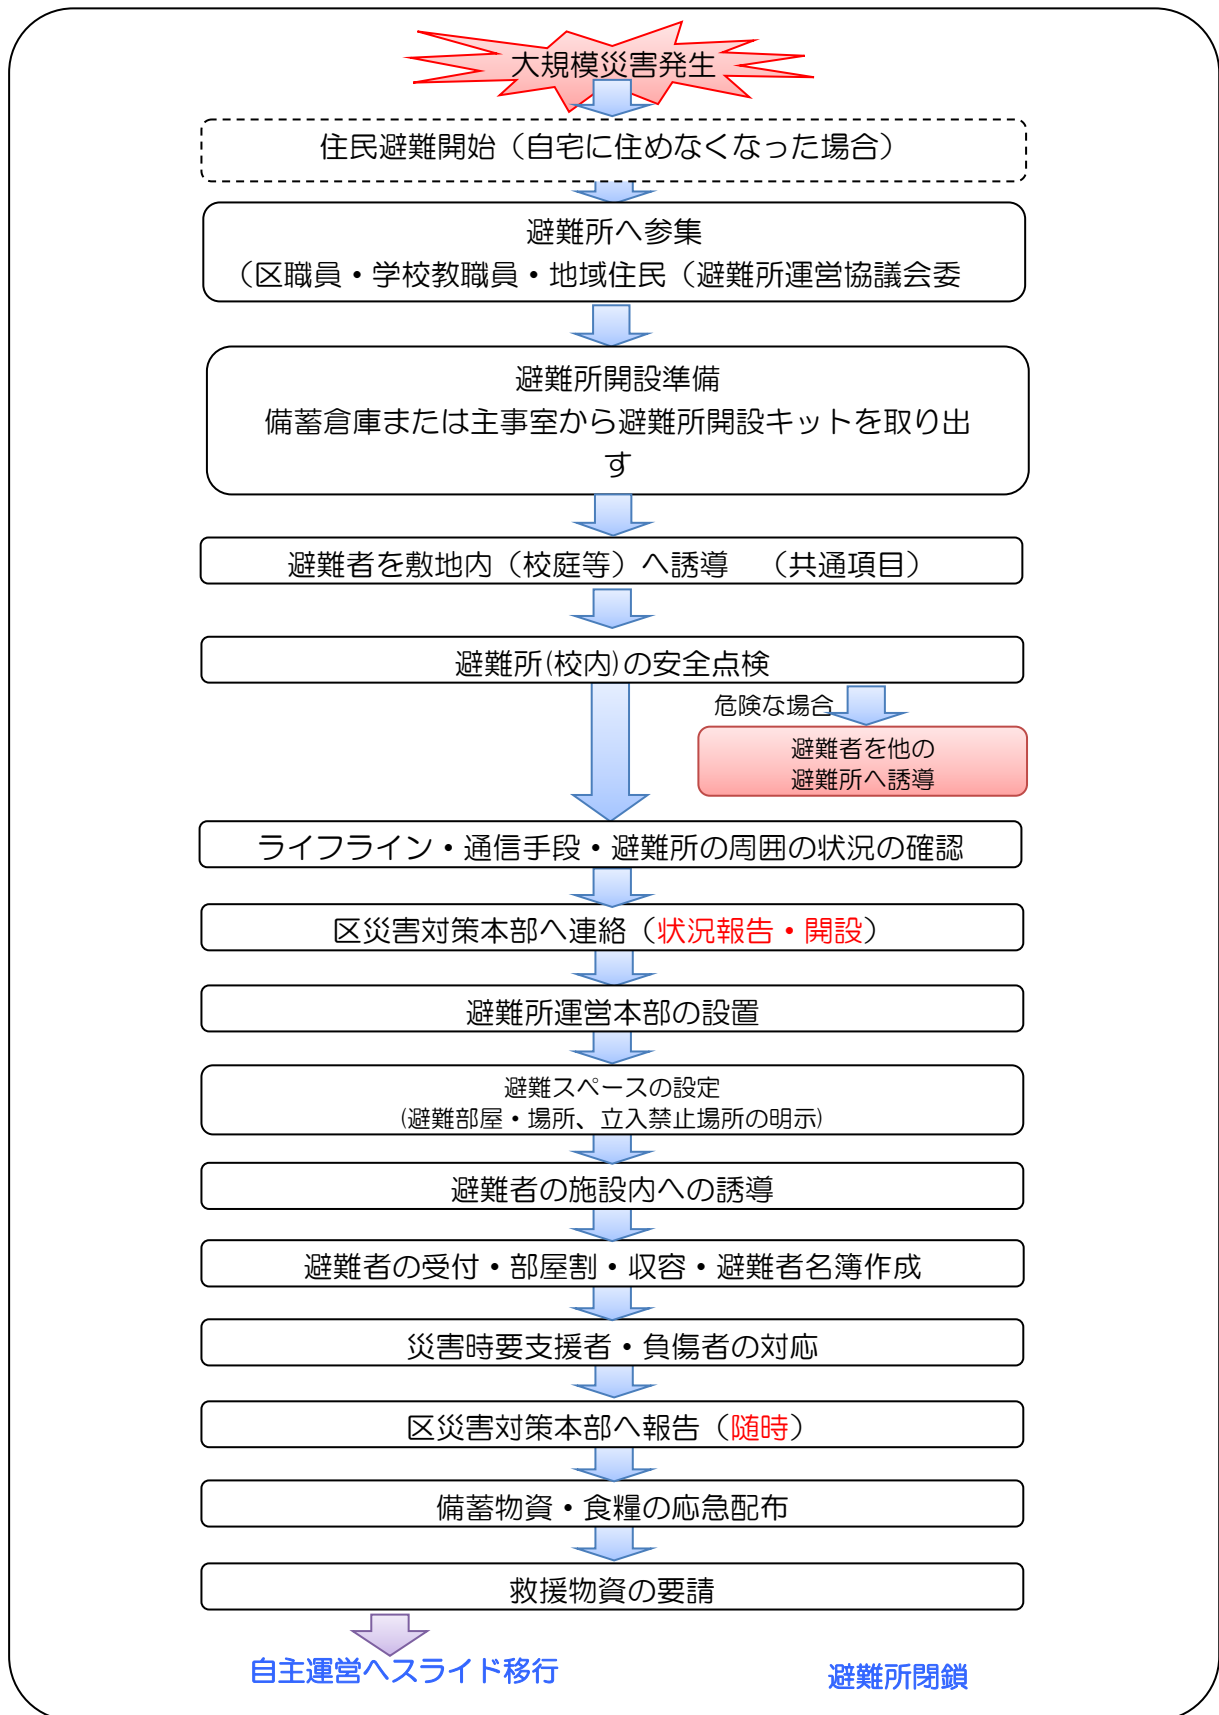 大規模災害発生
住民避難開始（自宅に住めなくなった場合）
避難所へ参集
（区職員・学校教職員・地域住民（避難所運営協議会委
避難所開設準備
備蓄倉庫または主事室から避難所開設キットを取り出
す
避難者を敷地内（校庭等）へ誘導　（共通項目）
避難所(校内)の安全点検
危険な場合
避難者を他の
避難所へ誘導
ライフライン・通信手段・避難所の周囲の状況の確認
区災害対策本部へ連絡（状況報告・開設）
避難所運営本部の設置
避難スペースの設定
(避難部屋・場所、立入禁止場所の明示)
避難者の施設内への誘導
避難者の受付・部屋割・収容・避難者名簿作成
災害時要支援者・負傷者の対応
区災害対策本部へ報告（随時）
備蓄物資・食糧の応急配布
救援物資の要請
自主運営へスライド移行
避難所閉鎖